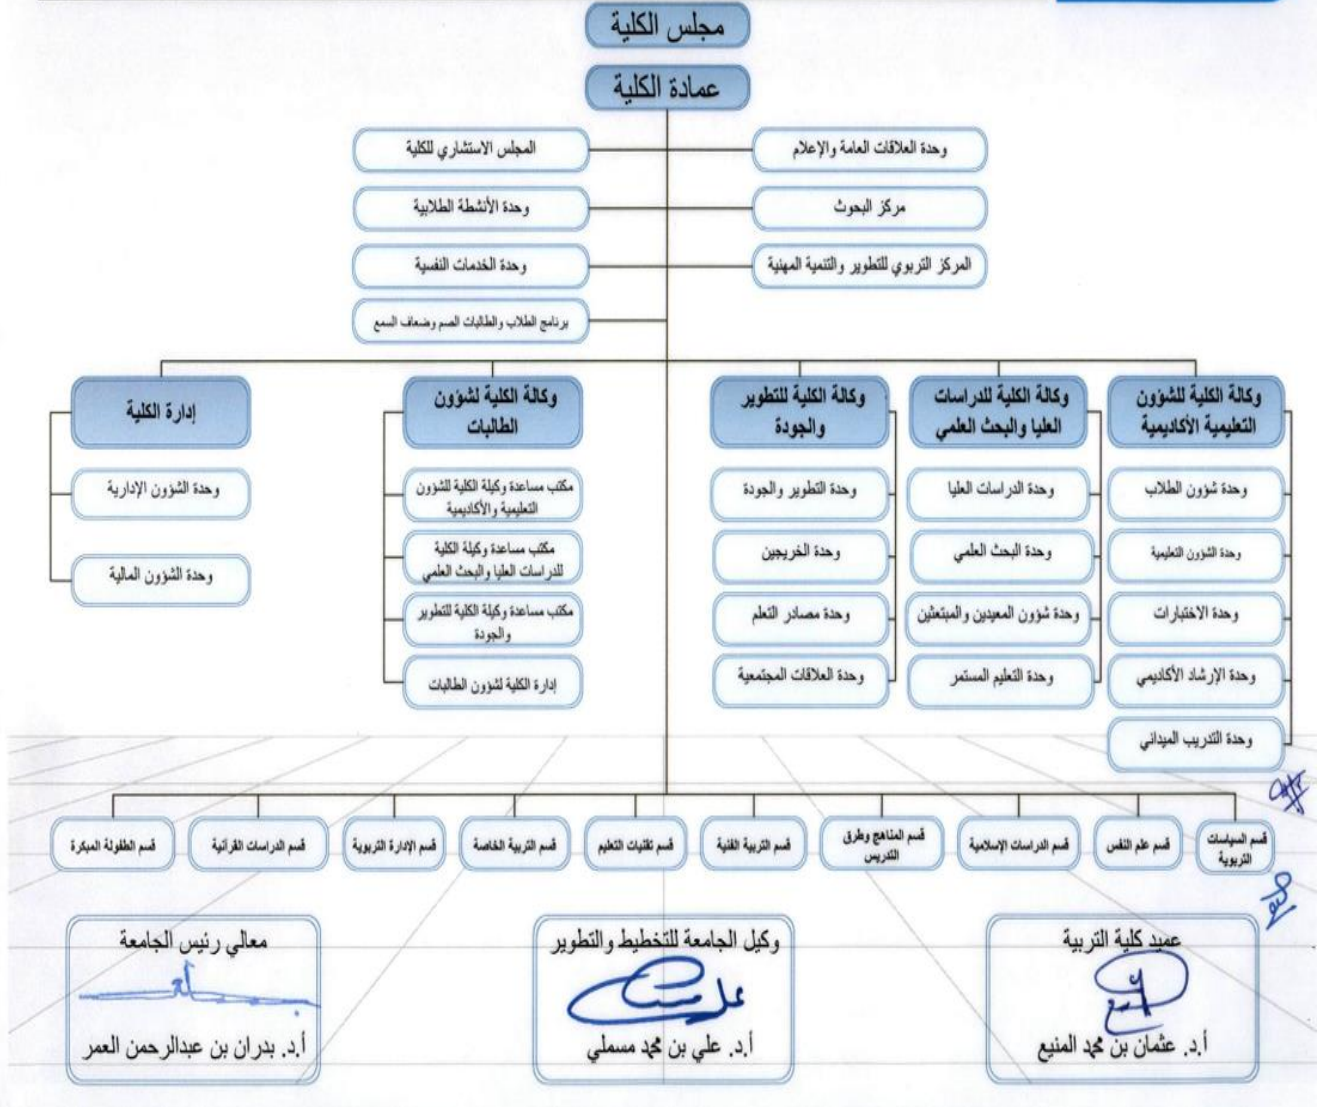 مجلس الكلية
عمادة الكلية
وحدة العلاقات العامة والإعلام
المجلس الاستشاري للكلية
مركز البحوث
وحدة الأنشطة الطلابية
المركز التربوي للتطوير والتنمية المهنية
وحدة الخدمات النفسية
برنامج الطلاب والطالبات الصم وضعاف السمع
وكالة الكلية للشؤون
التعليمية الأكاديمية
وحدة شؤون الطلاب
وحدة الشؤون التعليمية
وحدة الاختبارات
وحدة الإرشاد الأكاديمي
وحدة التدريب الميداني
وكالة الكلية للدراسات
العليا والبحث العلمي
وحدة الدراسات العليا
وحدة البحث العلمي
وحدة شؤون المعيدين والمبتعثين
وحدة التعليم المستمر
وكالة الكلية للتطوير
والجودة
وحدة التطوير والجودة
وحدة الخريجين
وحدة مصادر التعلم
وحدة العلاقات المجتمعية
وكالة الكلية لشؤون
الطالبات
مكتب مساعدة وكيلة الكلية للشؤون
التعليمية والأكاديمية
مكتب مساعدة وكيلة الكلية
للدراسات العليا والبحث العلمي
مكتب مساعدة وكيلة الكلية للتطوير
والجودة
إدارة الكلية لشؤون الطالبات
إدارة الكلية
وحدة الشؤون الإدارية
وحدة الشؤون المالية
قسم السياسات
التربوية
قسم علم النفس
قسم الدراسات الإسلامية
قسم المناهج وطرق
التدريس
قسم التربية الفنية
قسم تقنيات التعليم
قسم التربية الخاصة
قسم الإدارة التربوية
قسم الدراسات القرآنية
قسم الطفولة المبكرة
عميد كلية التربية
أ.د. عثمان بن محمد المنيع
وكيل الجامعة للتخطيط والتطوير
أ.د. علي بن محمد مسملي
معالي رئيس الجامعة
أ.د. بدران بن عبدالرحمن العمر